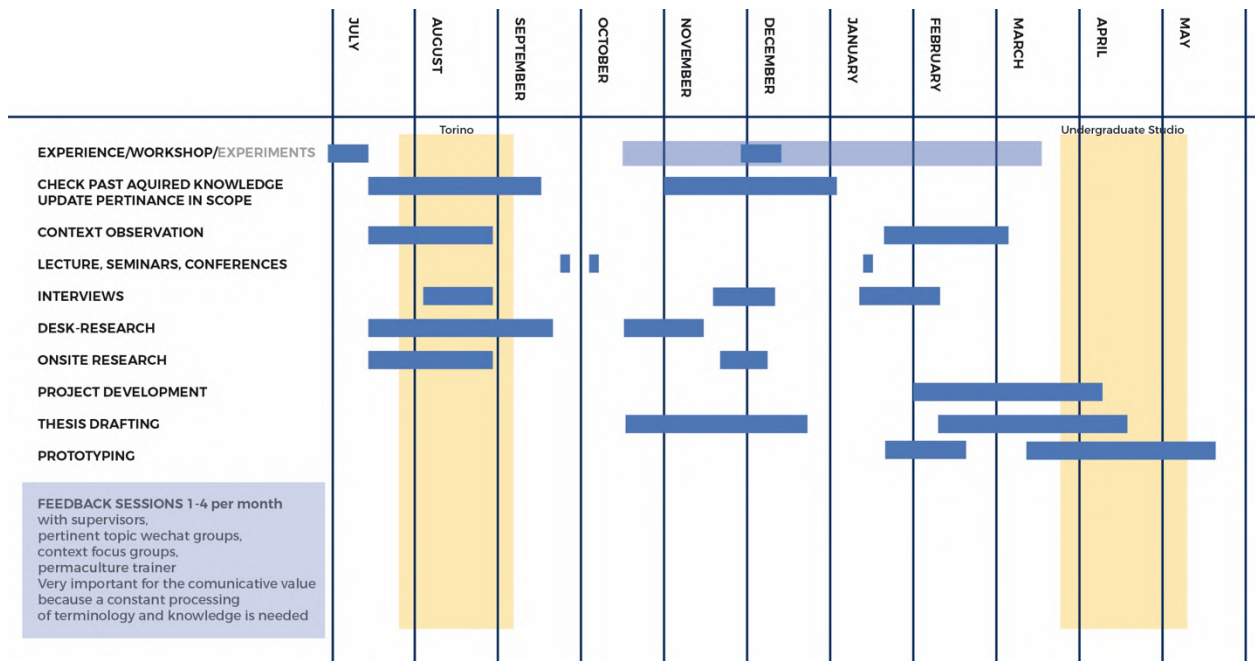 JULY
AUGUST
SEPTEMBER
OCTOBER
NOVEMBER
DECEMBER
JANUARY
FEBRUARY
MARCH
APRIL
MAY
Torino
Undergraduate Studio
EXPERIENCE/WORKSHOP/EXPERIMENTS
CHECK PAST AQUIRED KNOWLEDGE
UPDATE PERTINANCE IN SCOPE
CONTEXT OBSERVATION
LECTURE, SEMINARS, CONFERENCES
INTERVIEWS
DESK-RESEARCH
ONSITE RESEARCH
PROJECT DEVELOPMENT
THESIS DRAFTING
PROTOTYPING
FEEDBACK SESSIONS 1-4 per month
with supervisors,
pertinent topic wechat groups,
context focus groups,
permaculture trainer
Very important for the comunicative value
because a constant processing
of terminology and knowledge is needed